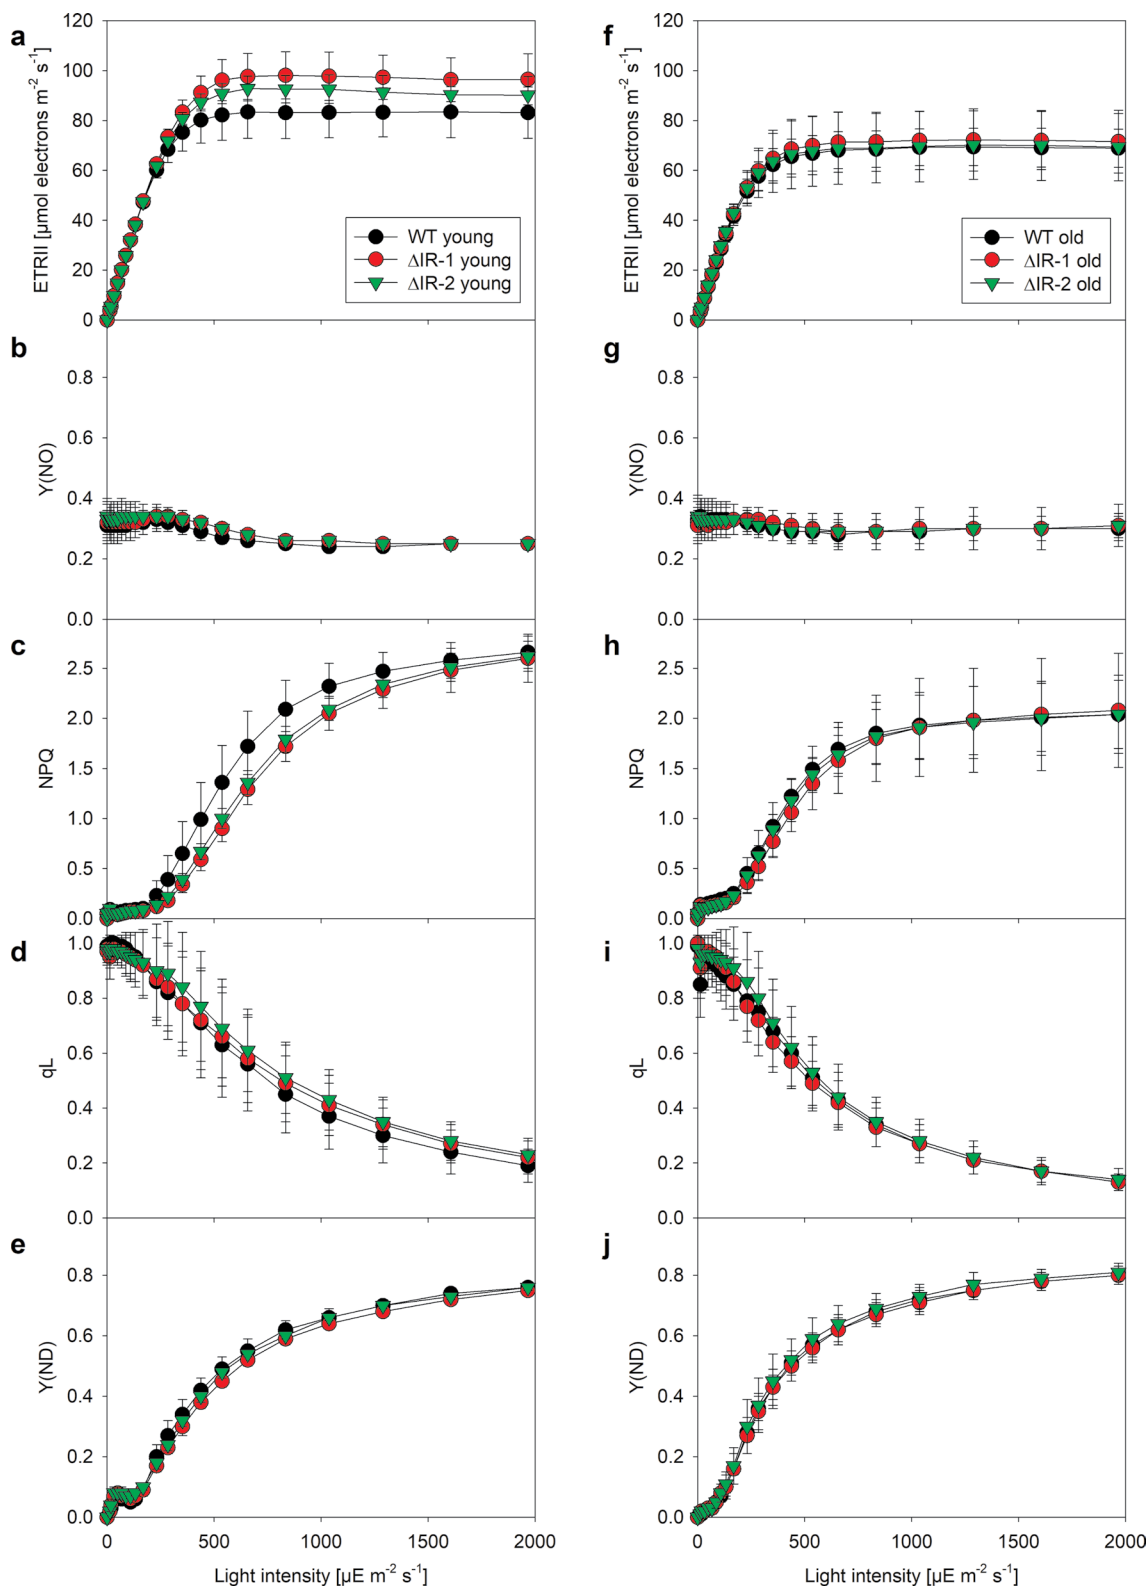 a
120
100
80
60
40
20
0
ETRII [µmol electrons m⁻² s⁻¹]
WT young
ΔIR-1 young
ΔIR-2 young
f
120
100
80
60
40
20
0
ETRII [µmol electrons m⁻² s⁻¹]
WT old
ΔIR-1 old
ΔIR-2 old
b
0.8
0.6
0.4
0.2
0.0
Y(NO)
g
0.8
0.6
0.4
0.2
0.0
Y(NO)
c
2.5
2.0
1.5
1.0
0.5
0.0
NPQ
h
2.5
2.0
1.5
1.0
0.5
0.0
NPQ
d
1.0
0.8
0.6
0.4
0.2
0.0
qL
i
1.0
0.8
0.6
0.4
0.2
0.0
qL
e
0.8
0.6
0.4
0.2
0.0
Y(ND)
0 500 1000 1500 2000
Light intensity [µE m⁻² s⁻¹]
j
0.8
0.6
0.4
0.2
0.0
Y(ND)
0 500 1000 1500 2000
Light intensity [µE m⁻² s⁻¹]